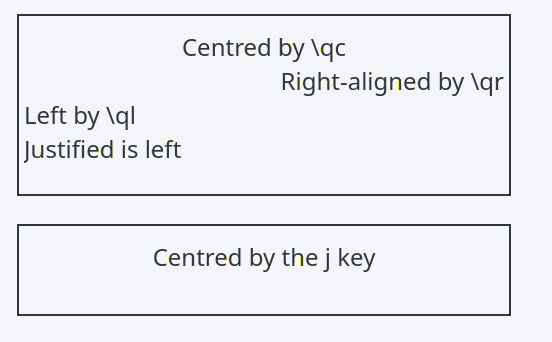 Centred by \qc
Right-aligned by \qr
Left by \ql
Justified is left
Centred by the j key